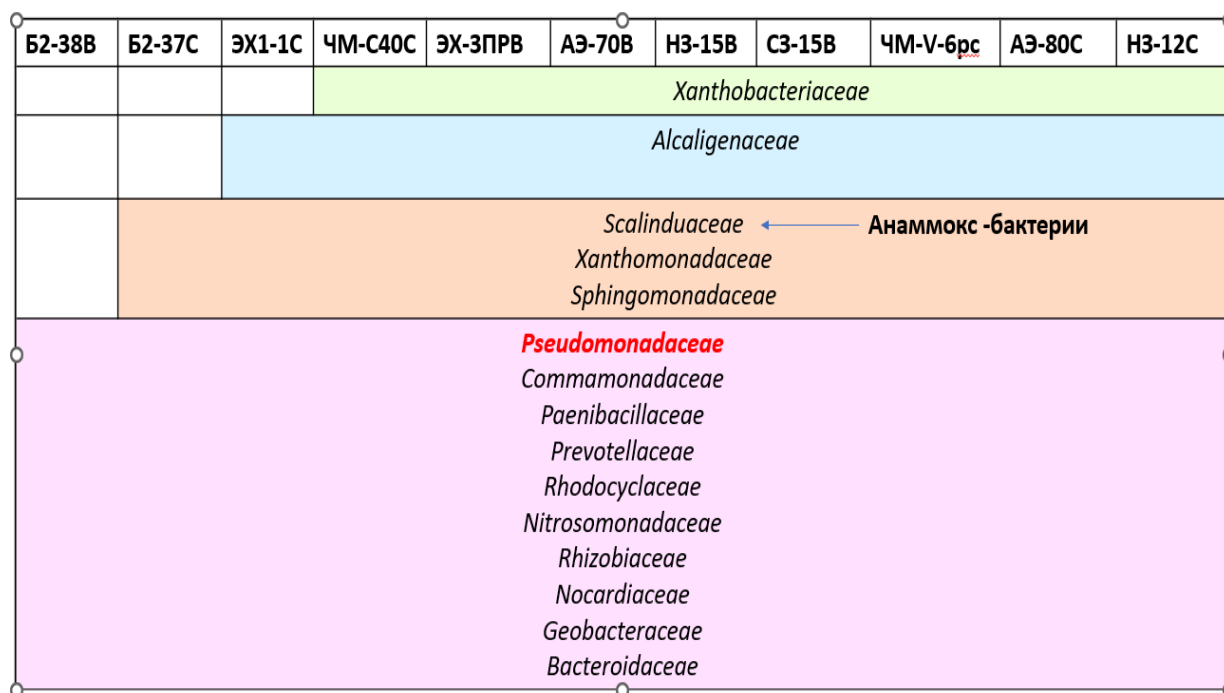 Б2-38В Б2-37С ЭХ1-1С ЧМ-С40С ЭХ-3ПРВ АЭ-70В НЗ-15В СЗ-15В ЧМ-V-6рс АЭ-80С НЗ-12С
Xanthobacteriaceae
Alcaligenaceae
Scalinduaceae Анаммокс -бактерии
Xanthomonadaceae
Sphingomonadaceae
Pseudomonadaceae
Commamonadaceae
Paenibacillaceae
Prevotellaceae
Rhodocyclaceae
Nitrosomonadaceae
Rhizobiaceae
Nocardiaceae
Geobacteraceae
Bacteroidaceae